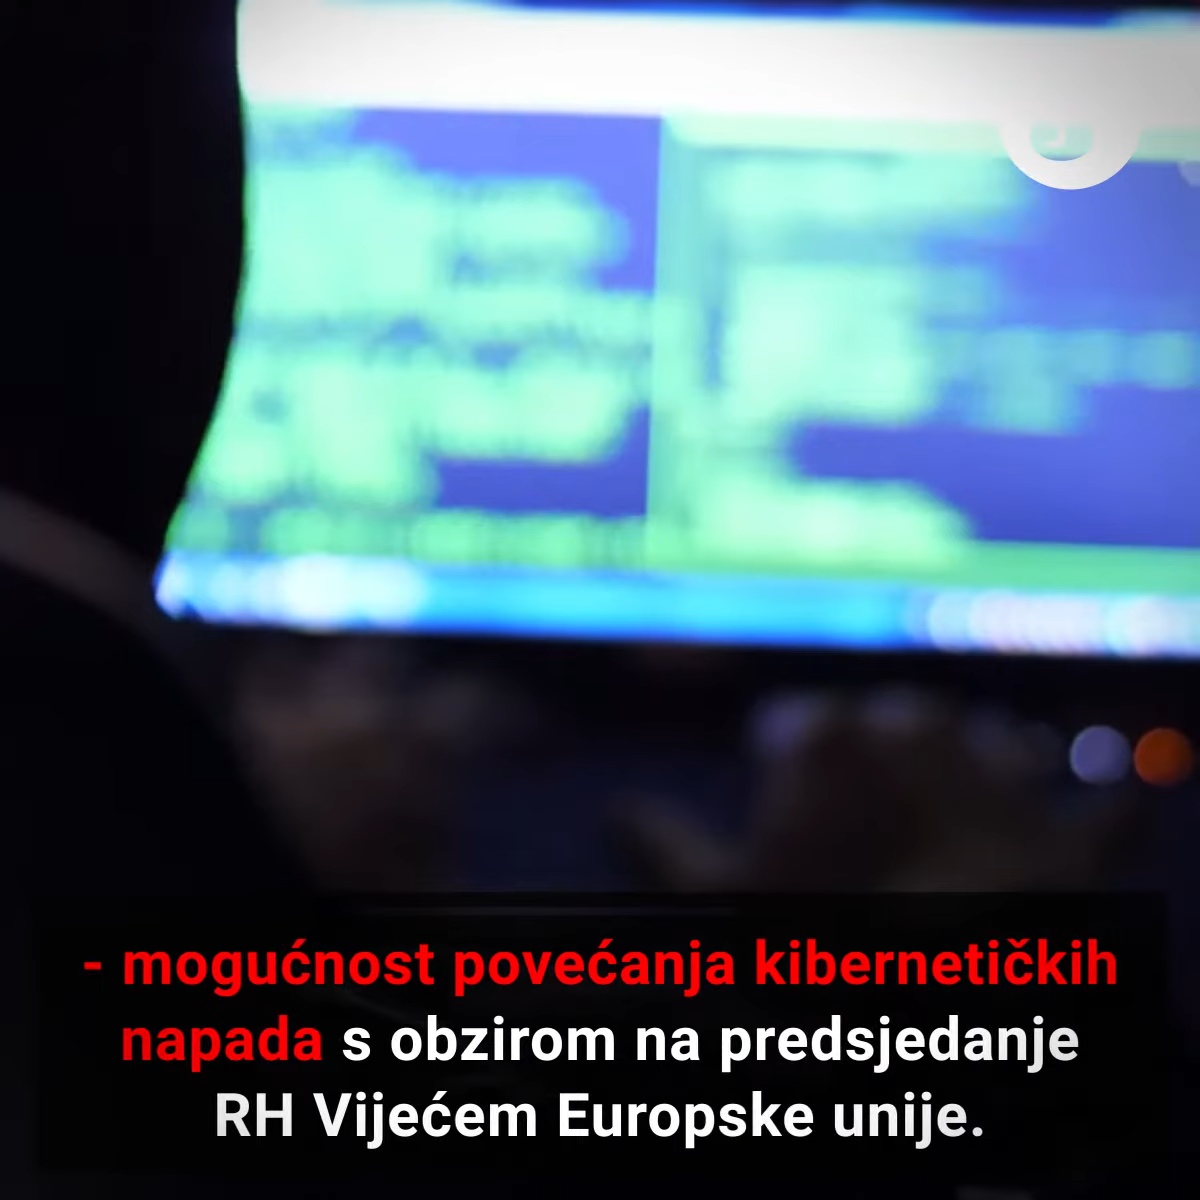 - mogućnost povećanja kibernetičkih
napada s obzirom na predsjedanje
RH Vijećem Europske unije.